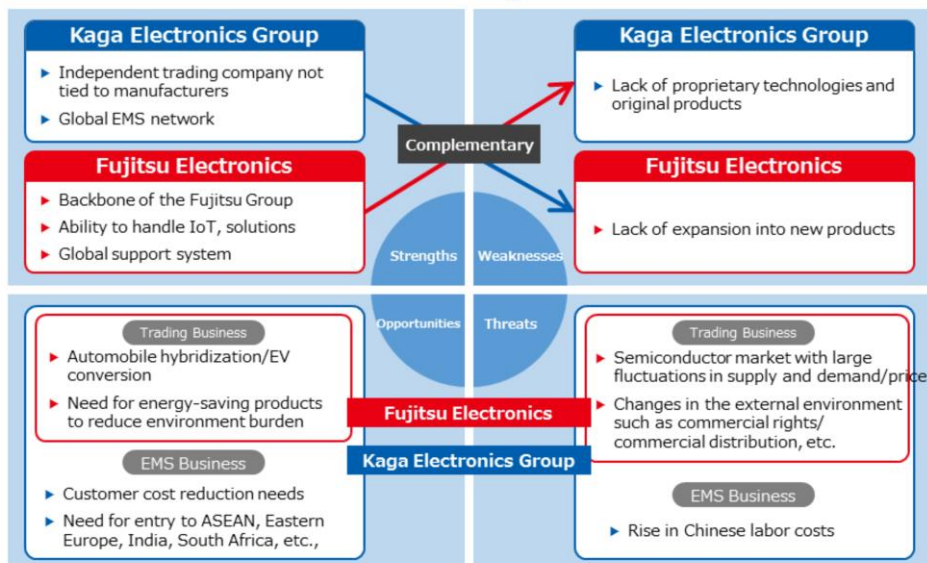 Kaga Electronics Group
Independent trading company not
tied to manufacturers
Global EMS network
Fujitsu Electronics
Backbone of the Fujitsu Group
Ability to handle IoT, solutions
Global support system
Complementary
Kaga Electronics Group
Lack of proprietary technologies and
original products
Fujitsu Electronics
Lack of expansion into new products
Strengths
Weaknesses
Opportunities
Threats
Trading Business
Automobile hybridization/EV
conversion
Need for energy-saving products
to reduce environment burden
EMS Business
Customer cost reduction needs
Need for entry to ASEAN, Eastern
Europe, India, South Africa, etc.,
Fujitsu Electronics
Kaga Electronics Group
Trading Business
Semiconductor market with large
fluctuations in supply and demand/price
Changes in the external environment
such as commercial rights/
commercial distribution, etc.
EMS Business
Rise in Chinese labor costs